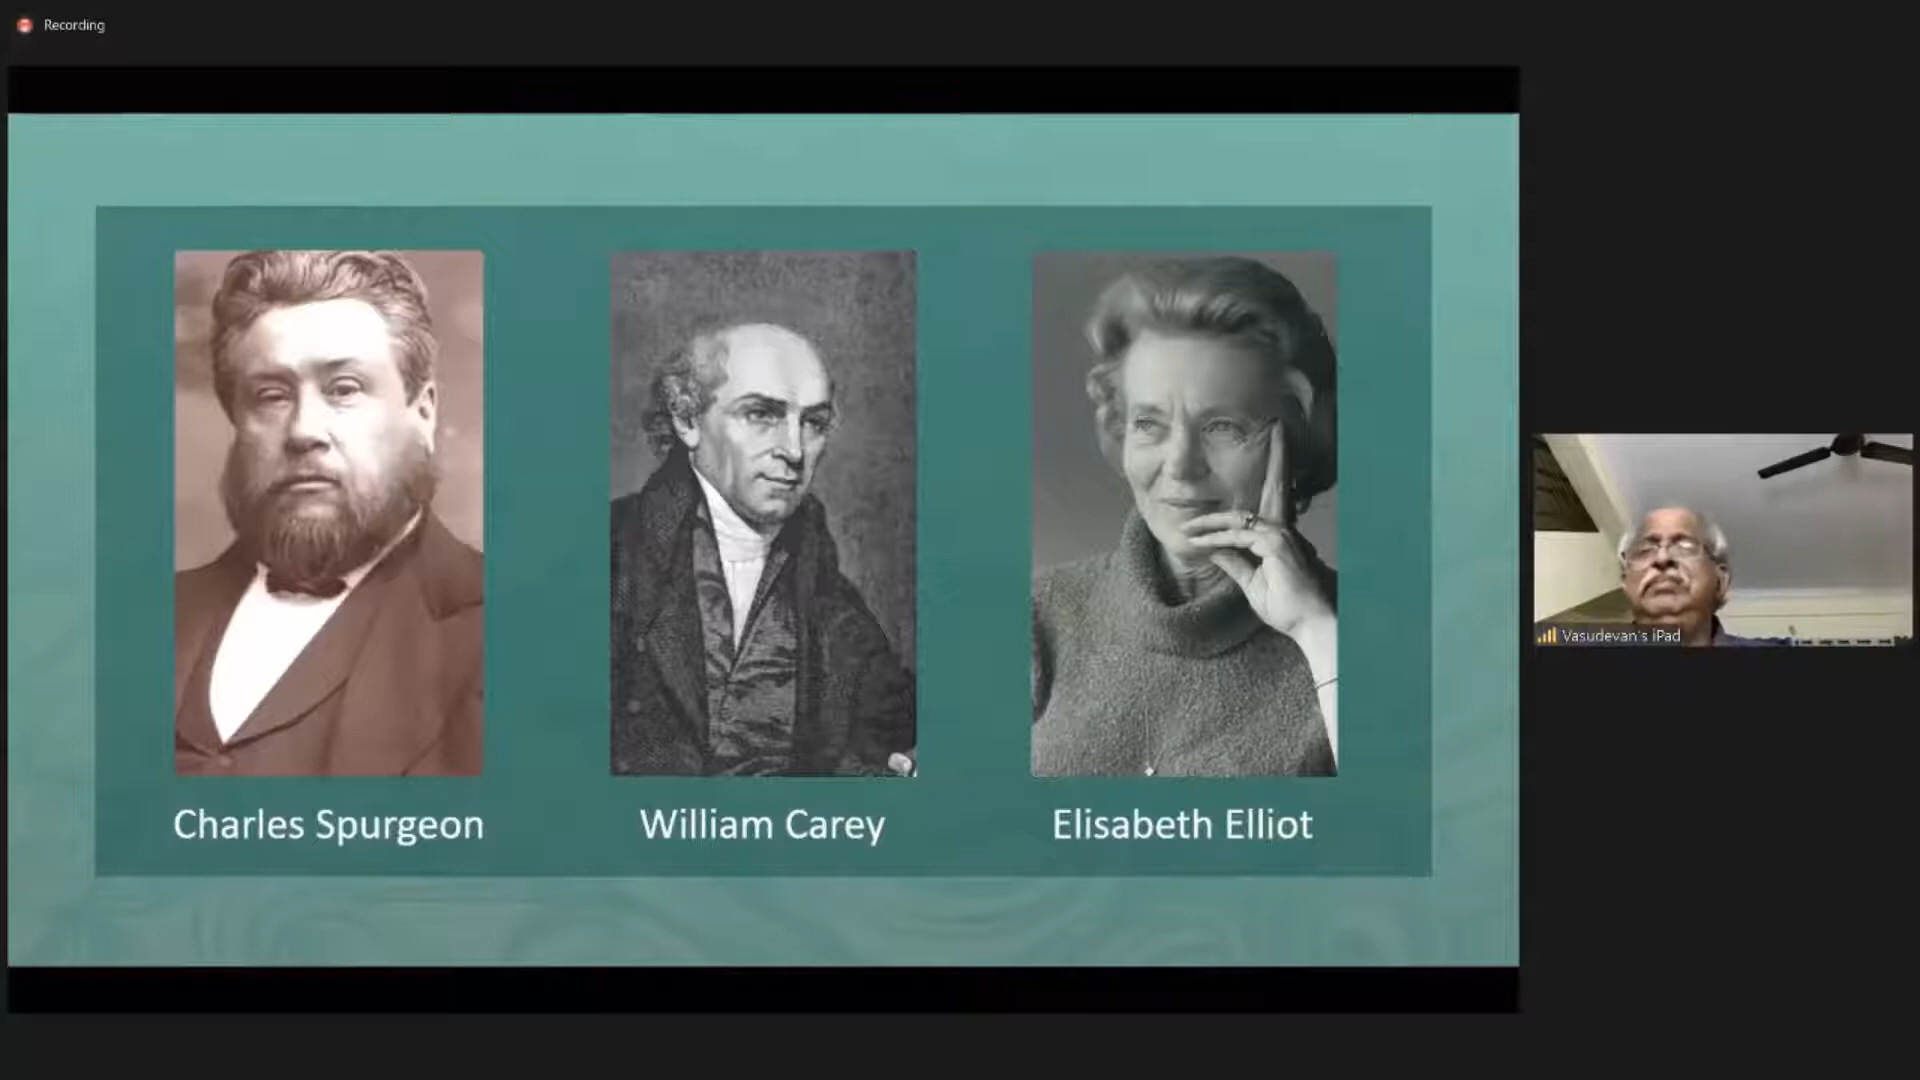 Recording
Charles Spurgeon
William Carey
Elisabeth Elliot
Vasudevan's iPad